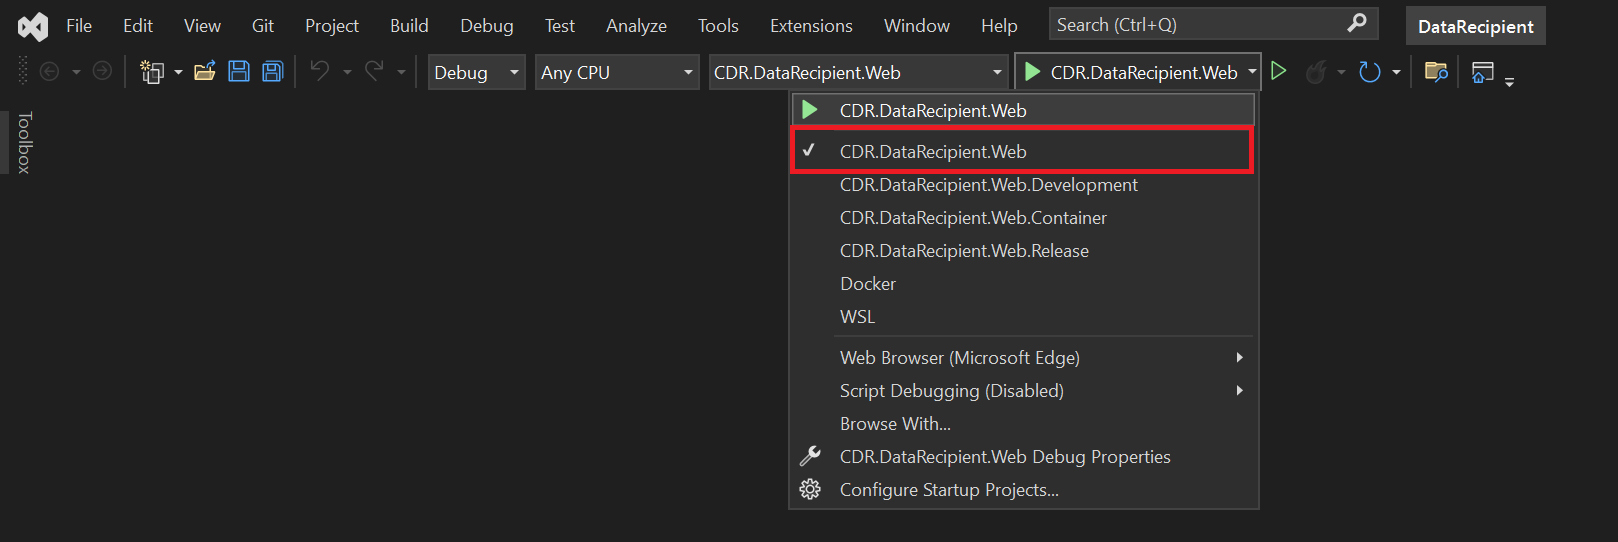 File Edit View Git Project Build Debug Test Analyze Tools Extensions Window Help Search (Ctrl+Q) DataRecipient
Debug Any CPU CDR.DataRecipient.Web CDR.DataRecipient.Web
Toolbox
CDR.DataRecipient.Web
CDR.DataRecipient.Web
CDR.DataRecipient.Web.Development
CDR.DataRecipient.Web.Container
CDR.DataRecipient.Web.Release
Docker
WSL
Web Browser (Microsoft Edge)
Script Debugging (Disabled)
Browse With...
CDR.DataRecipient.Web Debug Properties
Configure Startup Projects...